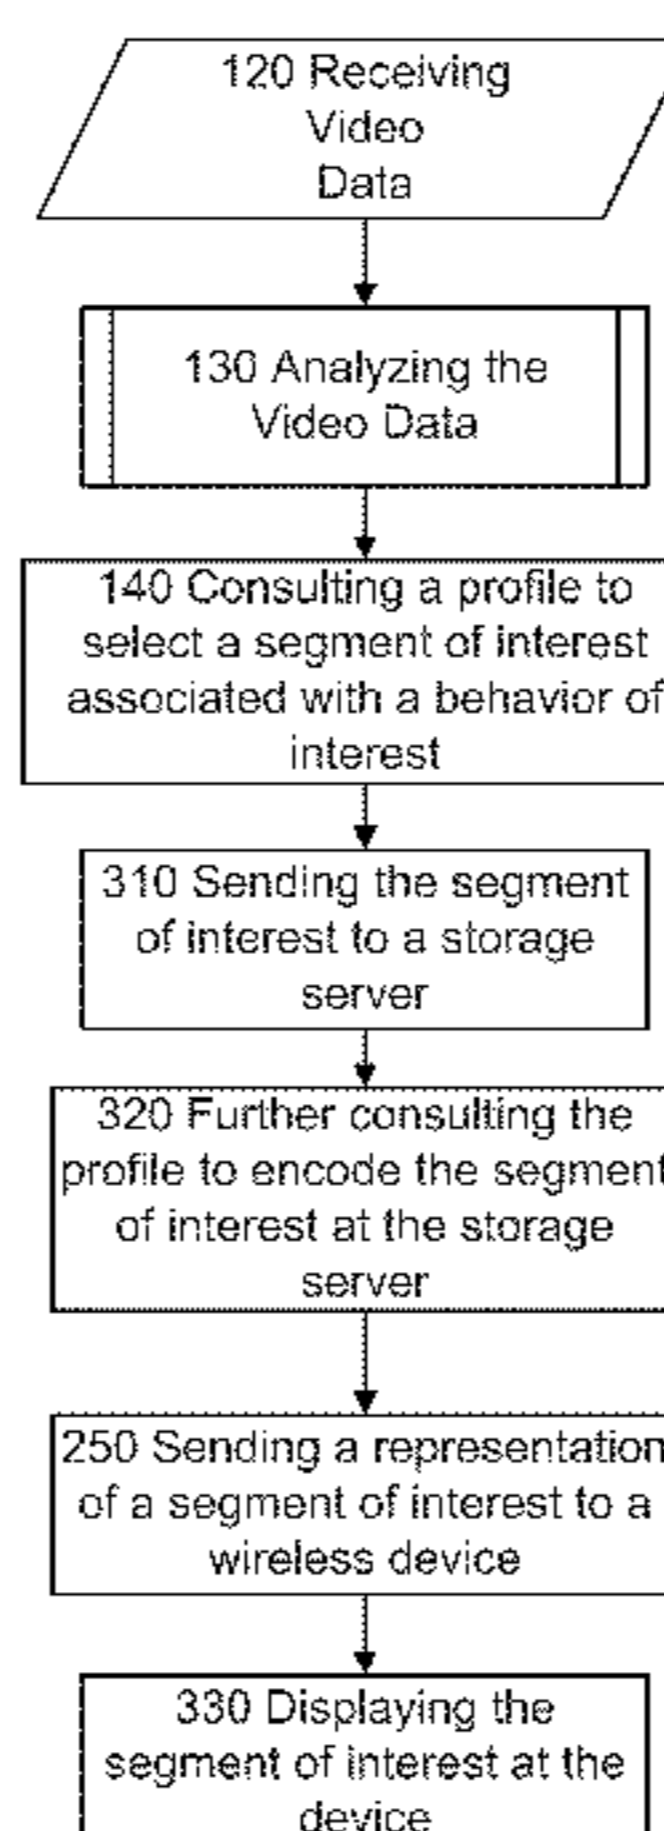 120 Receiving
Video
Data
130 Analyzing the
Video Data
140 Consulting a profile to
select a segment of interest
associated with a behavior of
interest
310 Sending the segment
of interest to a storage
server
320 Further consulting the
profile to encode the segment
of interest at the storage
server
250 Sending a representation
of a segment of interest to a
wireless device
330 Displaying the
segment of interest at the
device